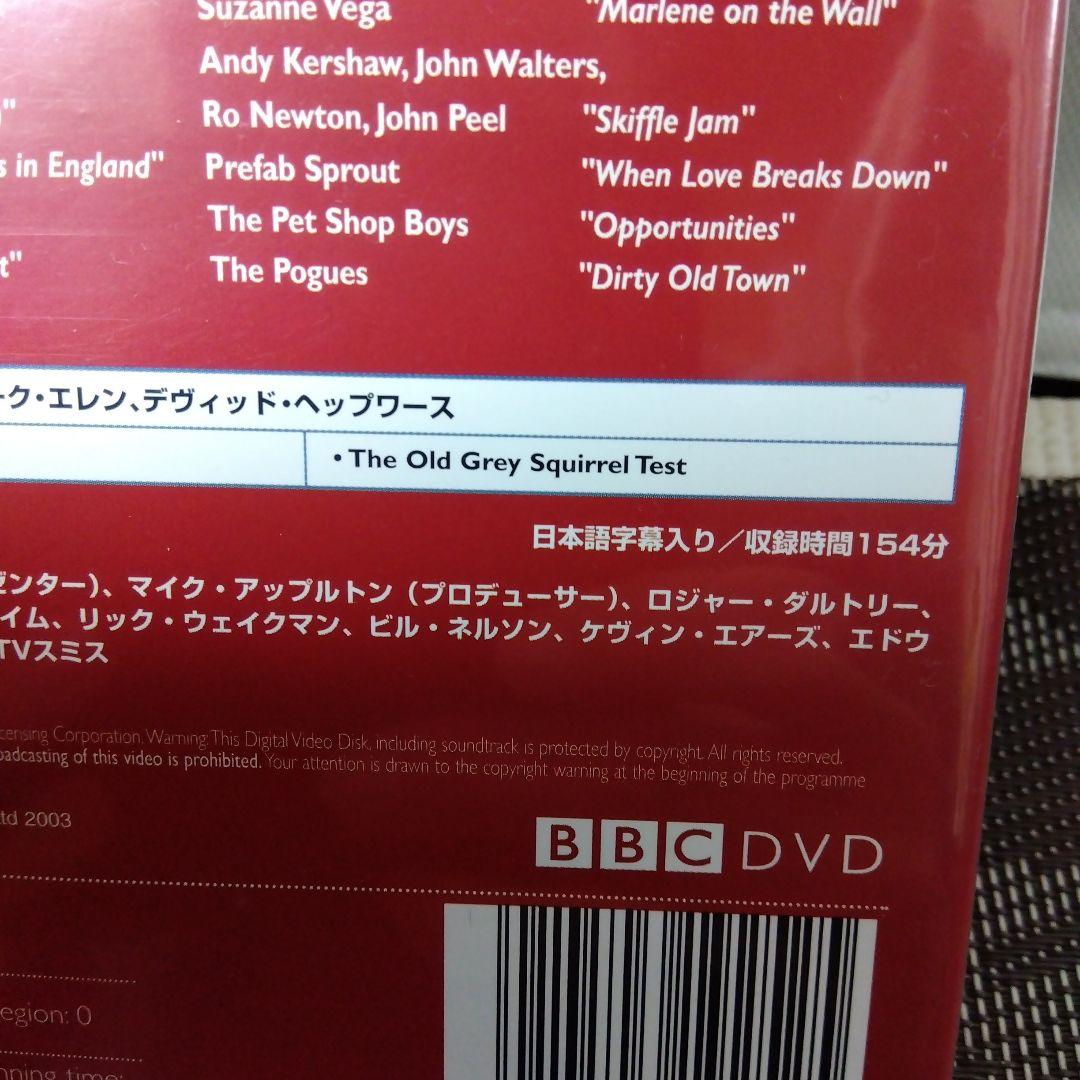 Suzanne Vega "Marlene on the Wall"
Andy Kershaw, John Walters,
" Ro Newton, John Peel "Skiffle Jam"
s in England" Prefab Sprout "When Love Breaks Down"
The Pet Shop Boys "Opportunities"
t" The Pogues "Dirty Old Town"
ーク・エレン、デヴィッド・ヘップワース
• The Old Grey Squirrel Test
日本語字幕入り／収録時間154分
ゼンター)、マイク・アップルトン（プロデューサー)、ロジャー・ダルトリー、
イム、リック・ウェイクマン、ビル・ネルソン、ケヴィン・エアーズ、エドウ
TVスミス
censing Corporation. Warning: This Digital Video Disk, including soundtrack is protected by copyright. All rights reserved.
oadcasting of this video is prohibited. Your attention is drawn to the copyright warning at the beginning of the programme
td 2003
BBC DVD
egion: 0
nning time: